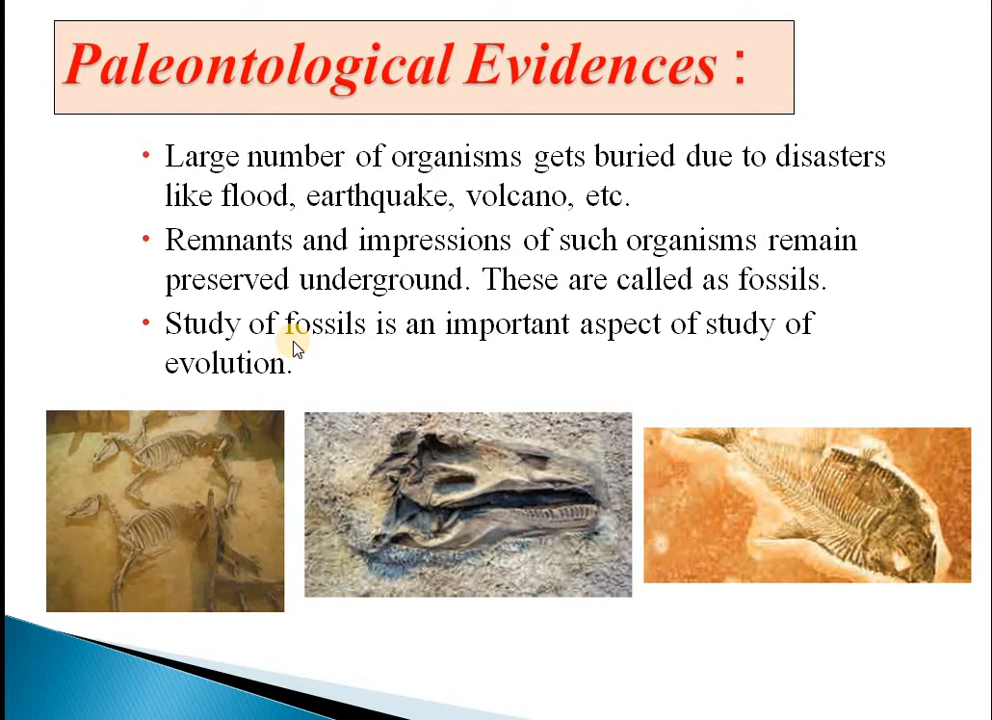 Paleontological Evidences :
• Large number of organisms gets buried due to disasters
like flood, earthquake, volcano, etc.
• Remnants and impressions of such organisms remain
preserved underground. These are called as fossils.
• Study of fossils is an important aspect of study of
evolution.